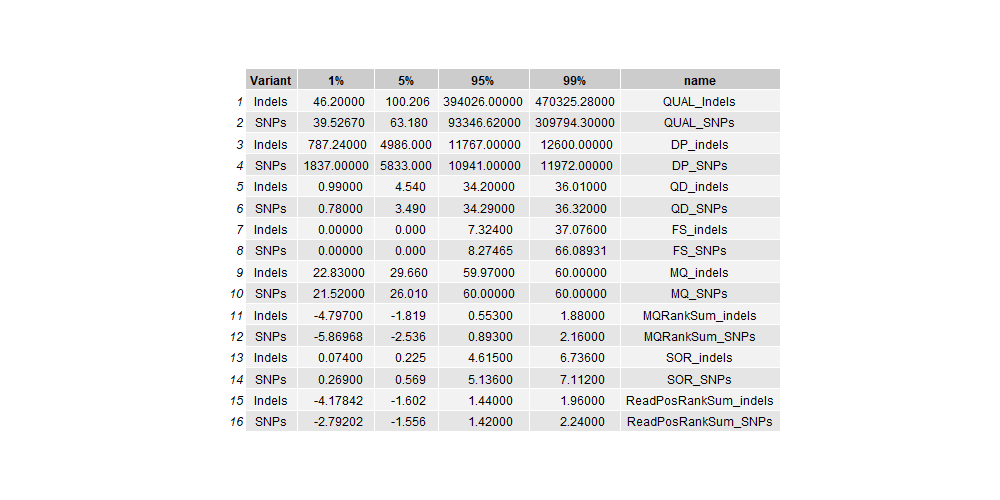 Variant 1% 5% 95% 99% name
1 Indels 46.20000 100.206 394026.00000 470325.28000 QUAL_Indels
2 SNPs 39.52670 63.180 93346.62000 309794.30000 QUAL_SNPs
3 Indels 787.24000 4986.000 11767.00000 12600.00000 DP_indels
4 SNPs 1837.00000 5833.000 10941.00000 11972.00000 DP_SNPs
5 Indels 0.99000 4.540 34.20000 36.01000 QD_indels
6 SNPs 0.78000 3.490 34.29000 36.32000 QD_SNPs
7 Indels 0.00000 0.000 7.32400 37.07600 FS_indels
8 SNPs 0.00000 0.000 8.27465 66.08931 FS_SNPs
9 Indels 22.83000 29.660 59.97000 60.00000 MQ_indels
10 SNPs 21.52000 26.010 60.00000 60.00000 MQ_SNPs
11 Indels -4.79700 -1.819 0.55300 1.88000 MQRankSum_indels
12 SNPs -5.86968 -2.536 0.89300 2.16000 MQRankSum_SNPs
13 Indels 0.07400 0.225 4.61500 6.73600 SOR_indels
14 SNPs 0.26900 0.569 5.13600 7.11200 SOR_SNPs
15 Indels -4.17842 -1.602 1.44000 1.96000 ReadPosRankSum_indels
16 SNPs -2.79202 -1.556 1.42000 2.24000 ReadPosRankSum_SNPs